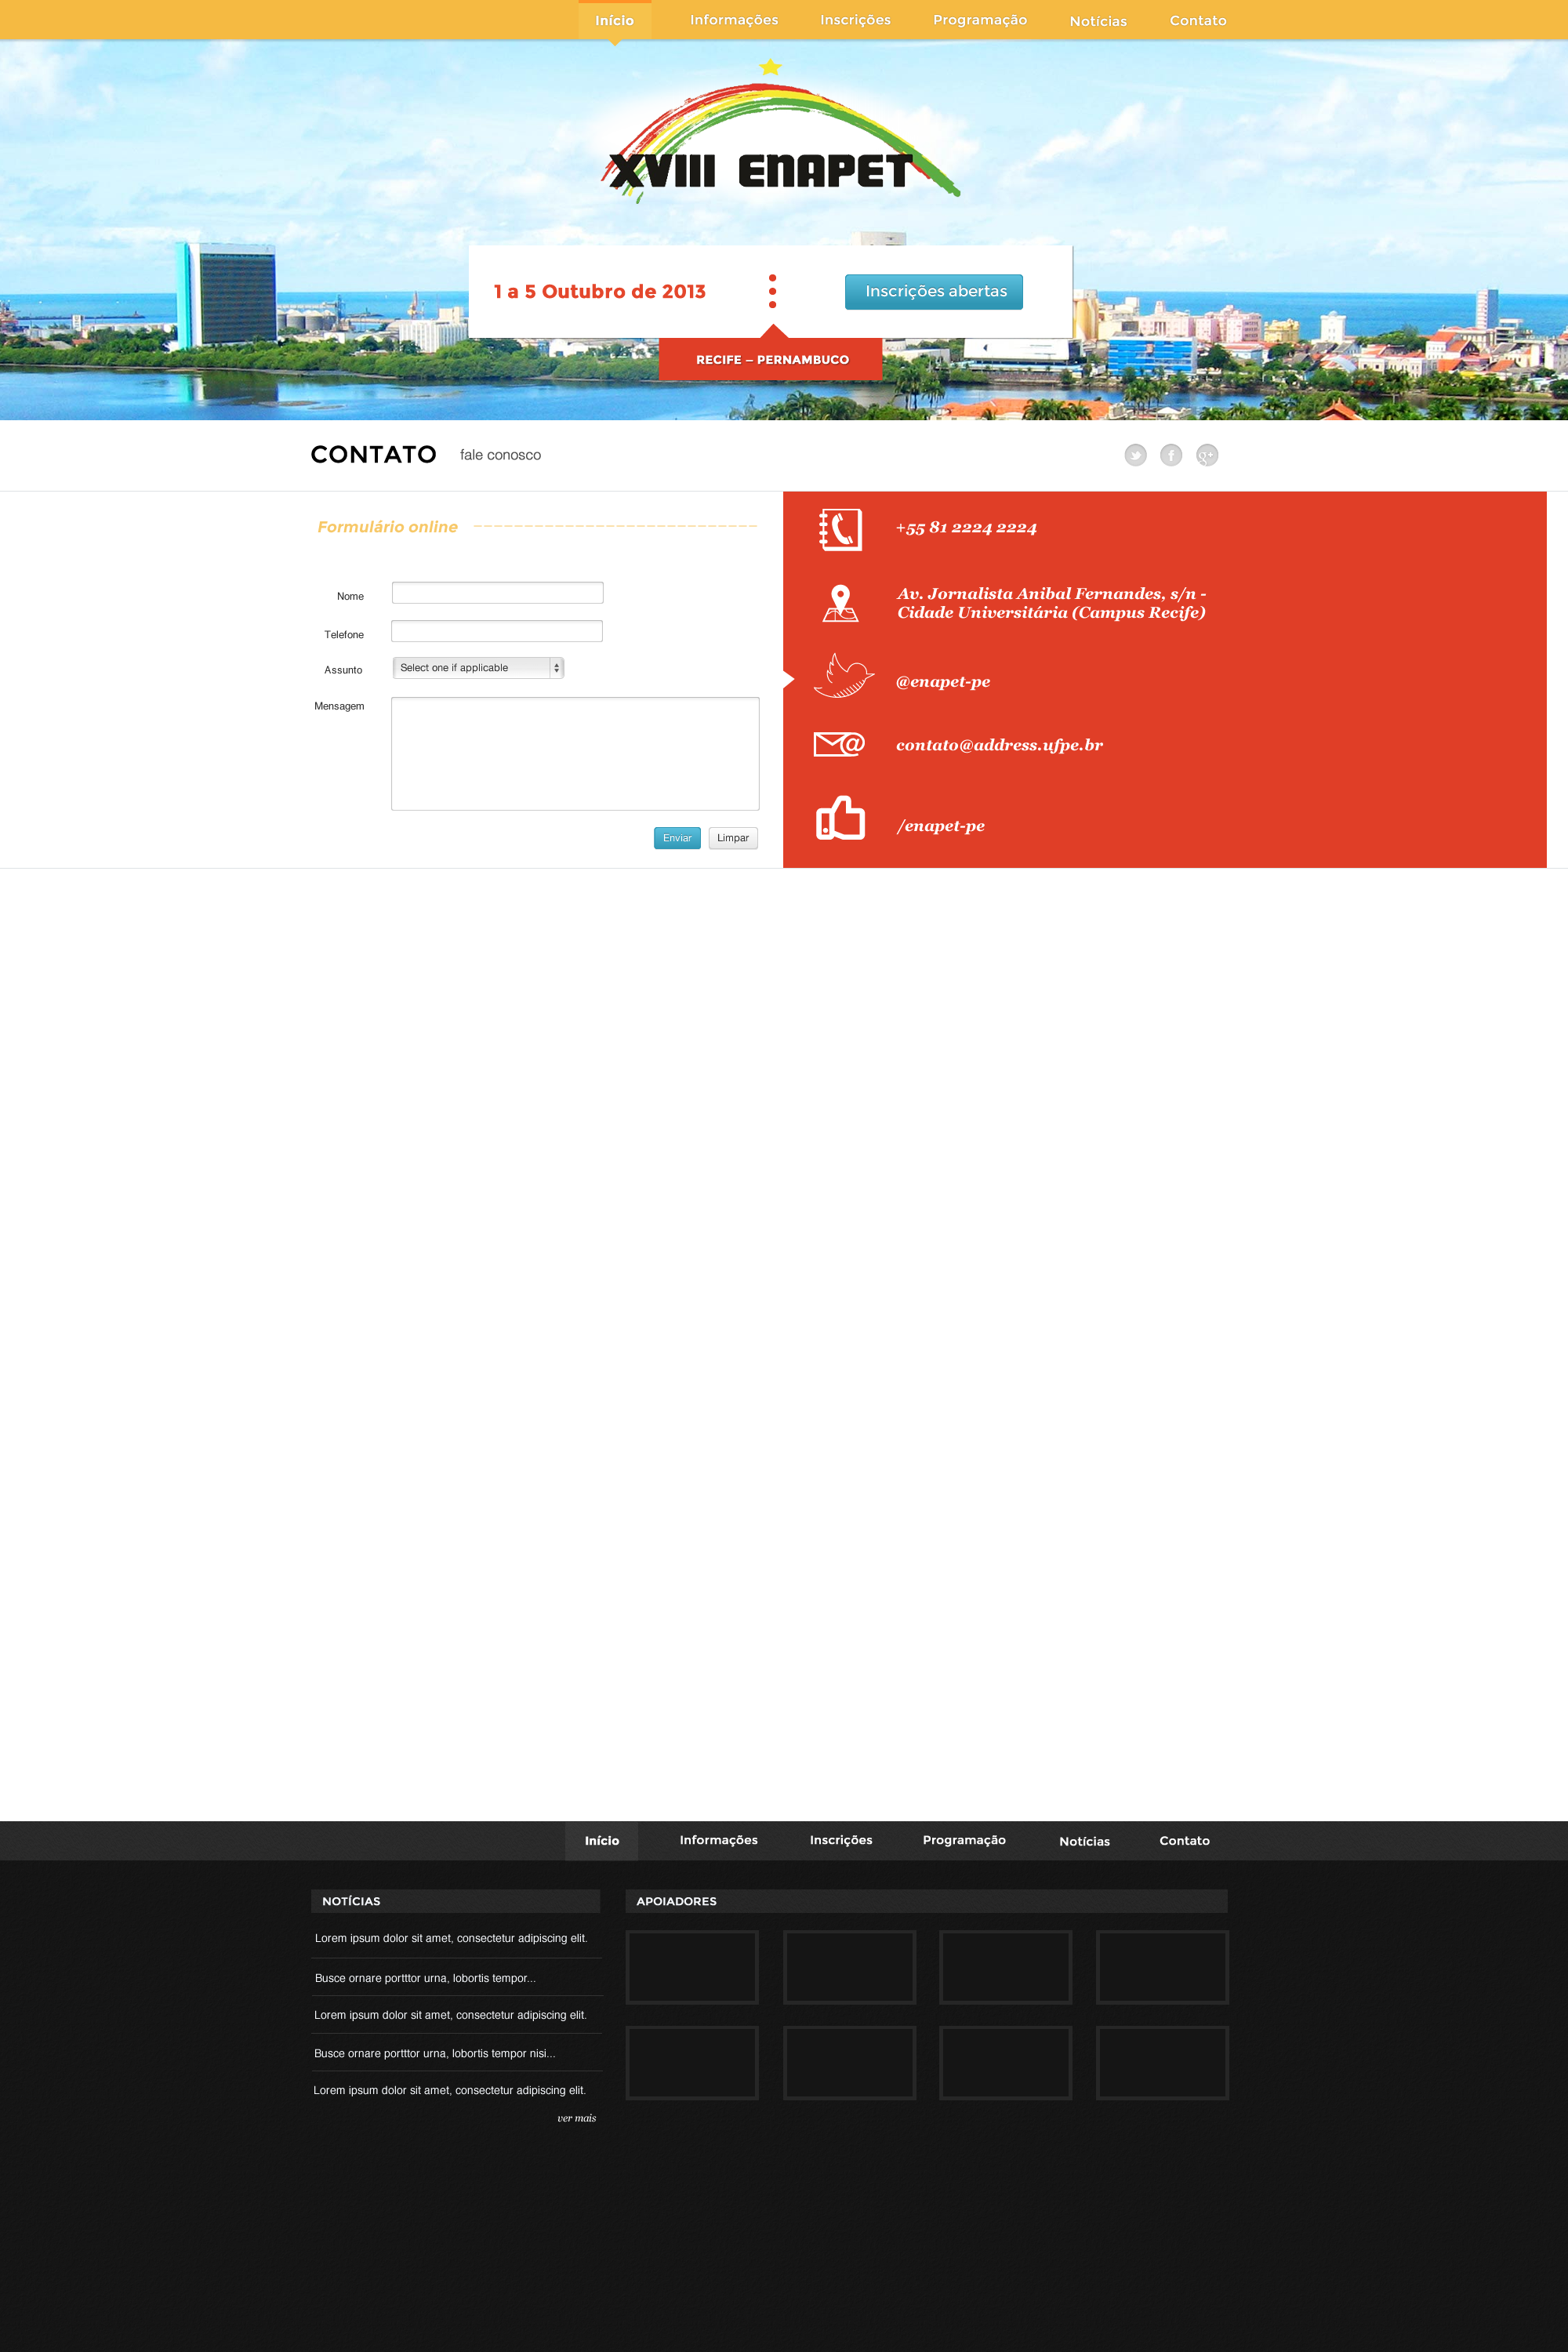 Início Informações Inscrições Programação Notícias Contato
XVIII ENAPET
1 a 5 Outubro de 2013
Inscrições abertas
RECIFE – PERNAMBUCO
CONTATO fale conosco
Formulário online
Nome
Telefone
Assunto Select one if applicable
Mensagem
Enviar Limpar
+55 81 2224 2224
Av. Jornalista Anibal Fernandes, s/n -
Cidade Universitária (Campus Recife)
@enapet-pe
contato@address.ufpe.br
/enapet-pe
Início Informações Inscrições Programação Notícias Contato
NOTÍCIAS
Lorem ipsum dolor sit amet, consectetur adipiscing elit.
Busce ornare portttor urna, lobortis tempor...
Lorem ipsum dolor sit amet, consectetur adipiscing elit.
Busce ornare portttor urna, lobortis tempor nisi...
Lorem ipsum dolor sit amet, consectetur adipiscing elit.
ver mais
APOIADORES